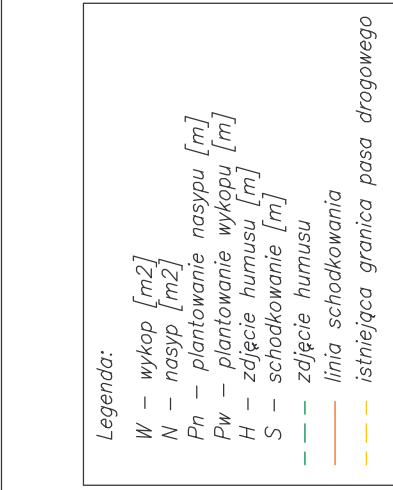 Legenda:
W – wykop [m2]
N – nasyp [m2]
Pn – plantowanie nasypu [m]
Pw – plantowanie wykopu [m]
H – zdjęcie humusu [m]
S – schodkowanie [m]
zdjęcie humusu
linia schodkowania
istniejąca granica pasa drogowego